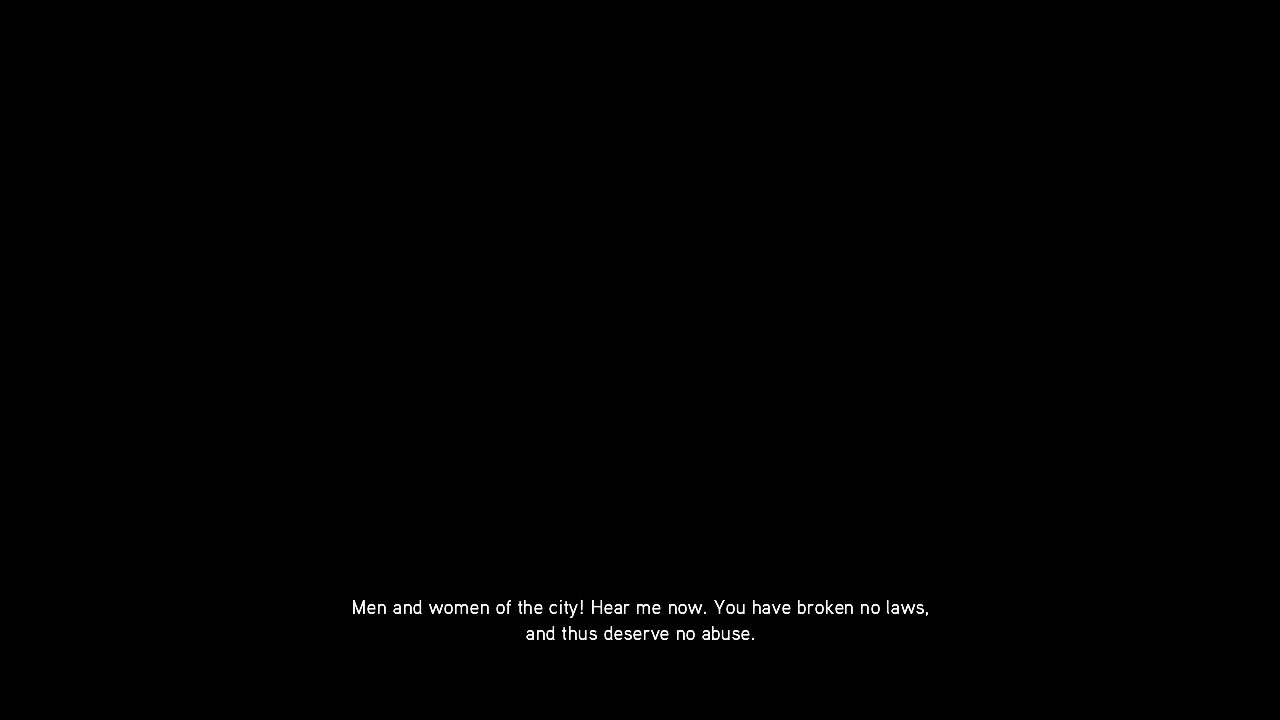 Men and women of the city! Hear me now. You have broken no laws,
and thus deserve no abuse.